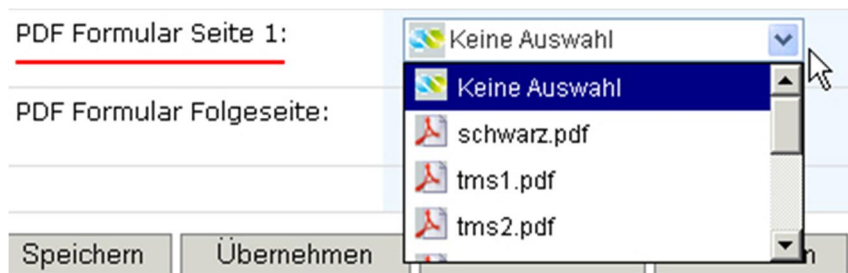 PDF Formular Seite 1:
Keine Auswahl
Keine Auswahl
PDF Formular Folgeseite:
schwarz.pdf
tms1.pdf
tms2.pdf
Speichern
Übernehmen